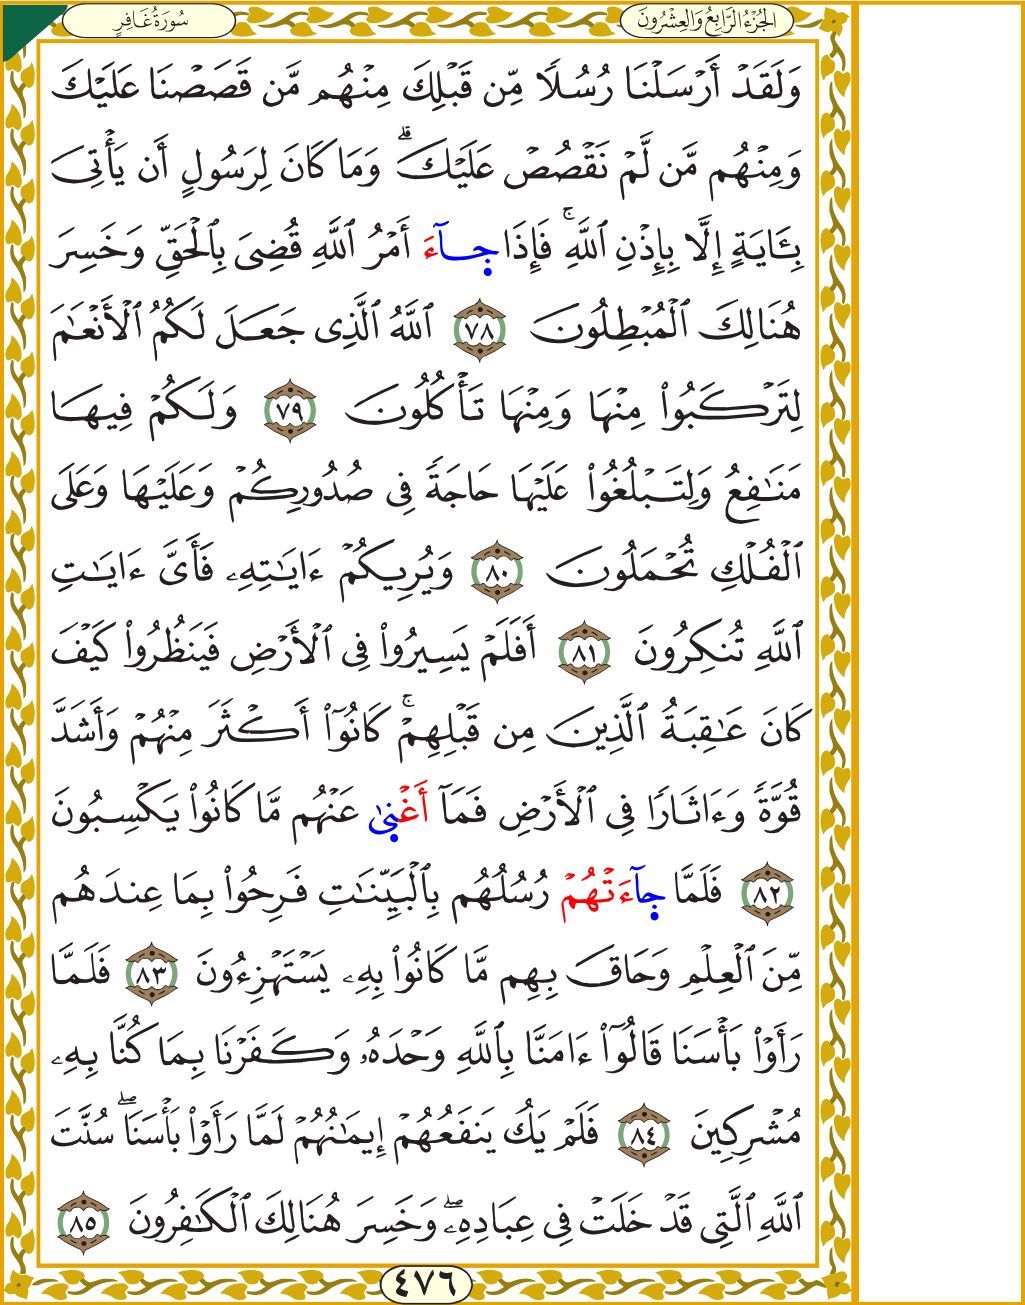 سُورَةُ غَافِرٍ
الجُزْءُ الرَّابِعُ وَالعِشْرُونَ
وَلَقَدْ أَرْسَلْنَا رُسُلًا مِّن قَبْلِكَ مِنْهُم مَّن قَصَصْنَا عَلَيْكَ
وَمِنْهُم مَّن لَّمْ نَقْصُصْ عَلَيْكَ ۗ وَمَا كَانَ لِرَسُولٍ أَن يَأْتِىَ
بِـَٔايَةٍ إِلَّا بِإِذْنِ ٱللَّهِ ۚ فَإِذَا جَآءَ أَمْرُ ٱللَّهِ قُضِىَ بِٱلْحَقِّ وَخَسِرَ
هُنَالِكَ ٱلْمُبْطِلُونَ ٧٨ ٱللَّهُ ٱلَّذِى جَعَلَ لَكُمُ ٱلْأَنْعَٰمَ
لِتَرْكَبُوا۟ مِنْهَا وَمِنْهَا تَأْكُلُونَ ٧٩ وَلَكُمْ فِيهَا
مَنَٰفِعُ وَلِتَبْلُغُوا۟ عَلَيْهَا حَاجَةً فِى صُدُورِكُمْ وَعَلَيْهَا وَعَلَى
ٱلْفُلْكِ تُحْمَلُونَ ٨٠ وَيُرِيكُمْ ءَايَٰتِهِۦ فَأَىَّ ءَايَٰتِ
ٱللَّهِ تُنكِرُونَ ٨١ أَفَلَمْ يَسِيرُوا۟ فِى ٱلْأَرْضِ فَيَنظُرُوا۟ كَيْفَ
كَانَ عَٰقِبَةُ ٱلَّذِينَ مِن قَبْلِهِمْ ۚ كَانُوٓا۟ أَكْثَرَ مِنْهُمْ وَأَشَدَّ
قُوَّةً وَءَاثَارًا فِى ٱلْأَرْضِ فَمَآ أَغْنِىٰ عَنْهُم مَّا كَانُوا۟ يَكْسِبُونَ
٨٢ فَلَمَّا جَآءَتْهُمْ رُسُلُهُم بِٱلْبَيِّنَٰتِ فَرِحُوا۟ بِمَا عِندَهُم
مِّنَ ٱلْعِلْمِ وَحَاقَ بِهِم مَّا كَانُوا۟ بِهِۦ يَسْتَهْزِءُونَ ٨٣ فَلَمَّا
رَأَوْا۟ بَأْسَنَا قَالُوٓا۟ ءَامَنَّا بِٱللَّهِ وَحْدَهُۥ وَكَفَرْنَا بِمَا كُنَّا بِهِۦ
مُشْرِكِينَ ٨٤ فَلَمْ يَكُ يَنفَعُهُمْ إِيمَٰنُهُمْ لَمَّا رَأَوْا۟ بَأْسَنَا ۖ سُنَّتَ
ٱللَّهِ ٱلَّتِى قَدْ خَلَتْ فِى عِبَادِهِۦ ۖ وَخَسِرَ هُنَالِكَ ٱلْكَٰفِرُونَ ٨٥
٤٧٦